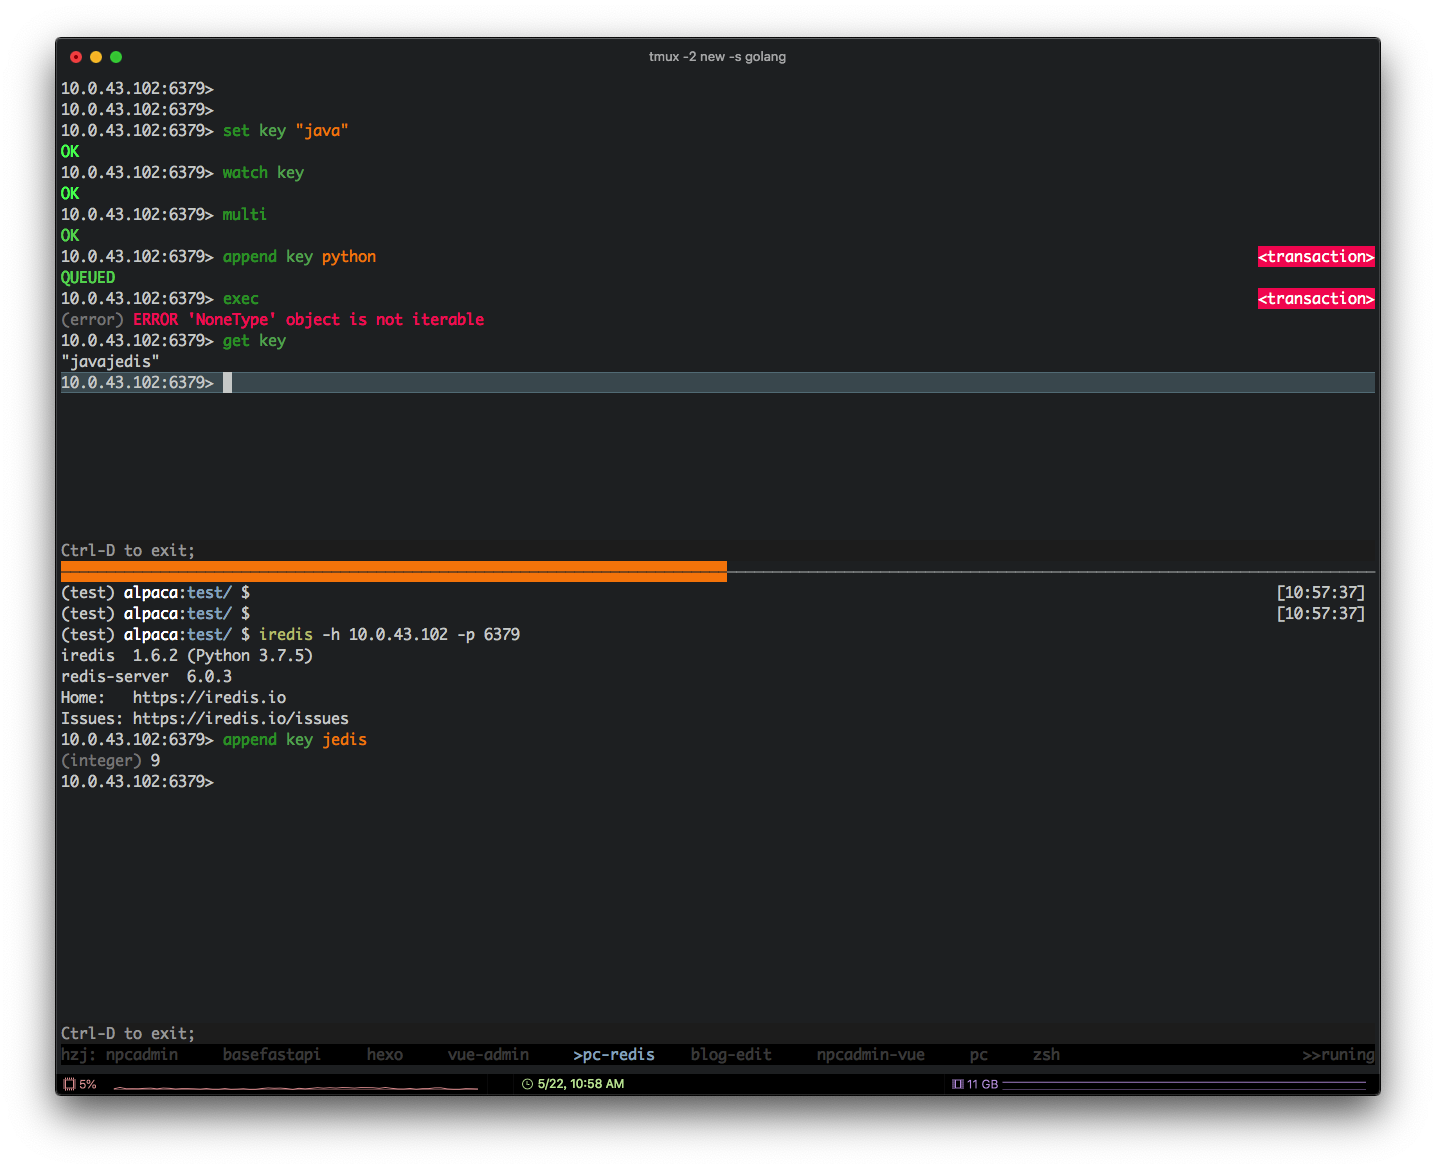 tmux -2 new -s golang
10.0.43.102:6379>
10.0.43.102:6379>
10.0.43.102:6379> set key "java"
OK
10.0.43.102:6379> watch key
OK
10.0.43.102:6379> multi
OK
10.0.43.102:6379> append key python <transaction>
QUEUED
10.0.43.102:6379> exec <transaction>
(error) ERROR 'NoneType' object is not iterable
10.0.43.102:6379> get key
"javajedis"
10.0.43.102:6379>
Ctrl-D to exit;
(test) alpaca:test/ $ [10:57:37]
(test) alpaca:test/ $ [10:57:37]
(test) alpaca:test/ $ iredis -h 10.0.43.102 -p 6379
iredis 1.6.2 (Python 3.7.5)
redis-server 6.0.3
Home: https://iredis.io
Issues: https://iredis.io/issues
10.0.43.102:6379> append key jedis
(integer) 9
10.0.43.102:6379>
Ctrl-D to exit;
hzj: npcadmin basefastapi hexo vue-admin >pc-redis blog-edit npcadmin-vue pc zsh >>runing
5% 5/22, 10:58 AM 11 GB